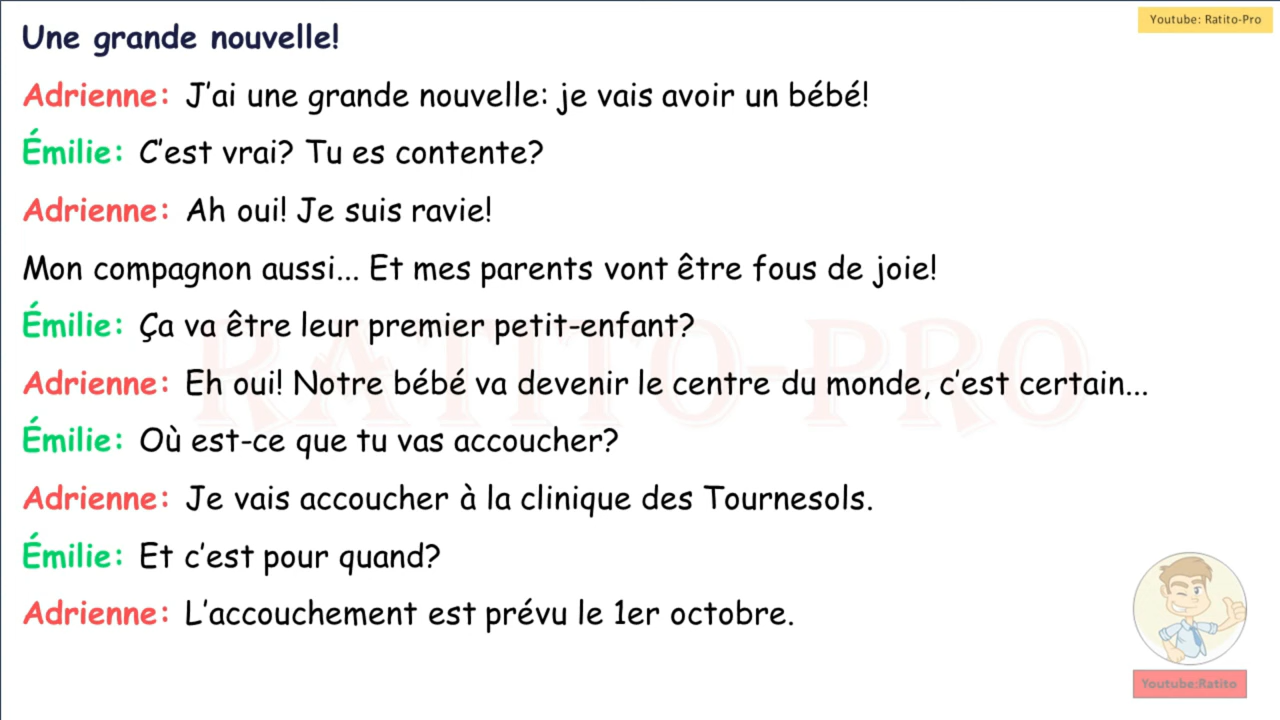 Une grande nouvelle!
Youtube: Ratito-Pro
Adrienne: J'ai une grande nouvelle: je vais avoir un bébé!
Émilie: C'est vrai? Tu es contente?
Adrienne: Ah oui! Je suis ravie!
Mon compagnon aussi... Et mes parents vont être fous de joie!
Émilie: Ça va être leur premier petit-enfant?
RATITO-PRO
Adrienne: Eh oui! Notre bébé va devenir le centre du monde, c'est certain...
Émilie: Où est-ce que tu vas accoucher?
Adrienne: Je vais accoucher à la clinique des Tournesols.
Émilie: Et c'est pour quand?
Adrienne: L'accouchement est prévu le 1er octobre.
Youtube:Ratito